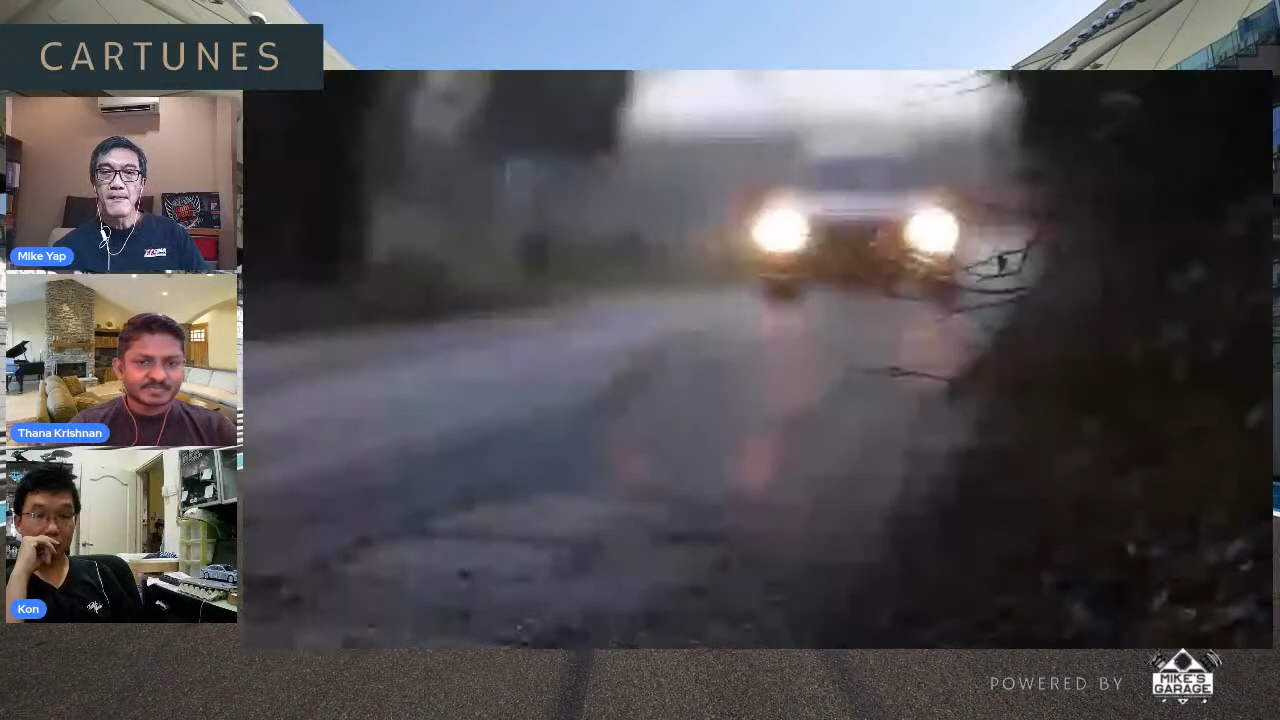 CARTUNES
Mike Yap
Thana Krishnan
Kon
POWERED BY
MIKE'S
GARAGE